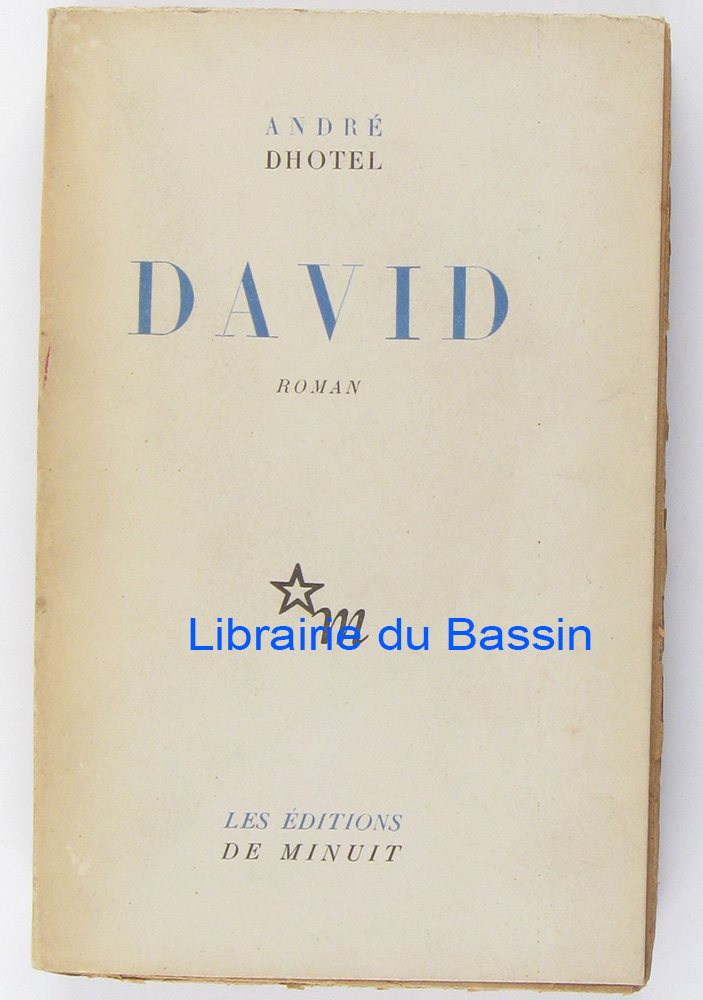 ANDRÉ
DHOTEL
DAVID
ROMAN
m
Librairie du Bassin
LES ÉDITIONS
DE MINUIT